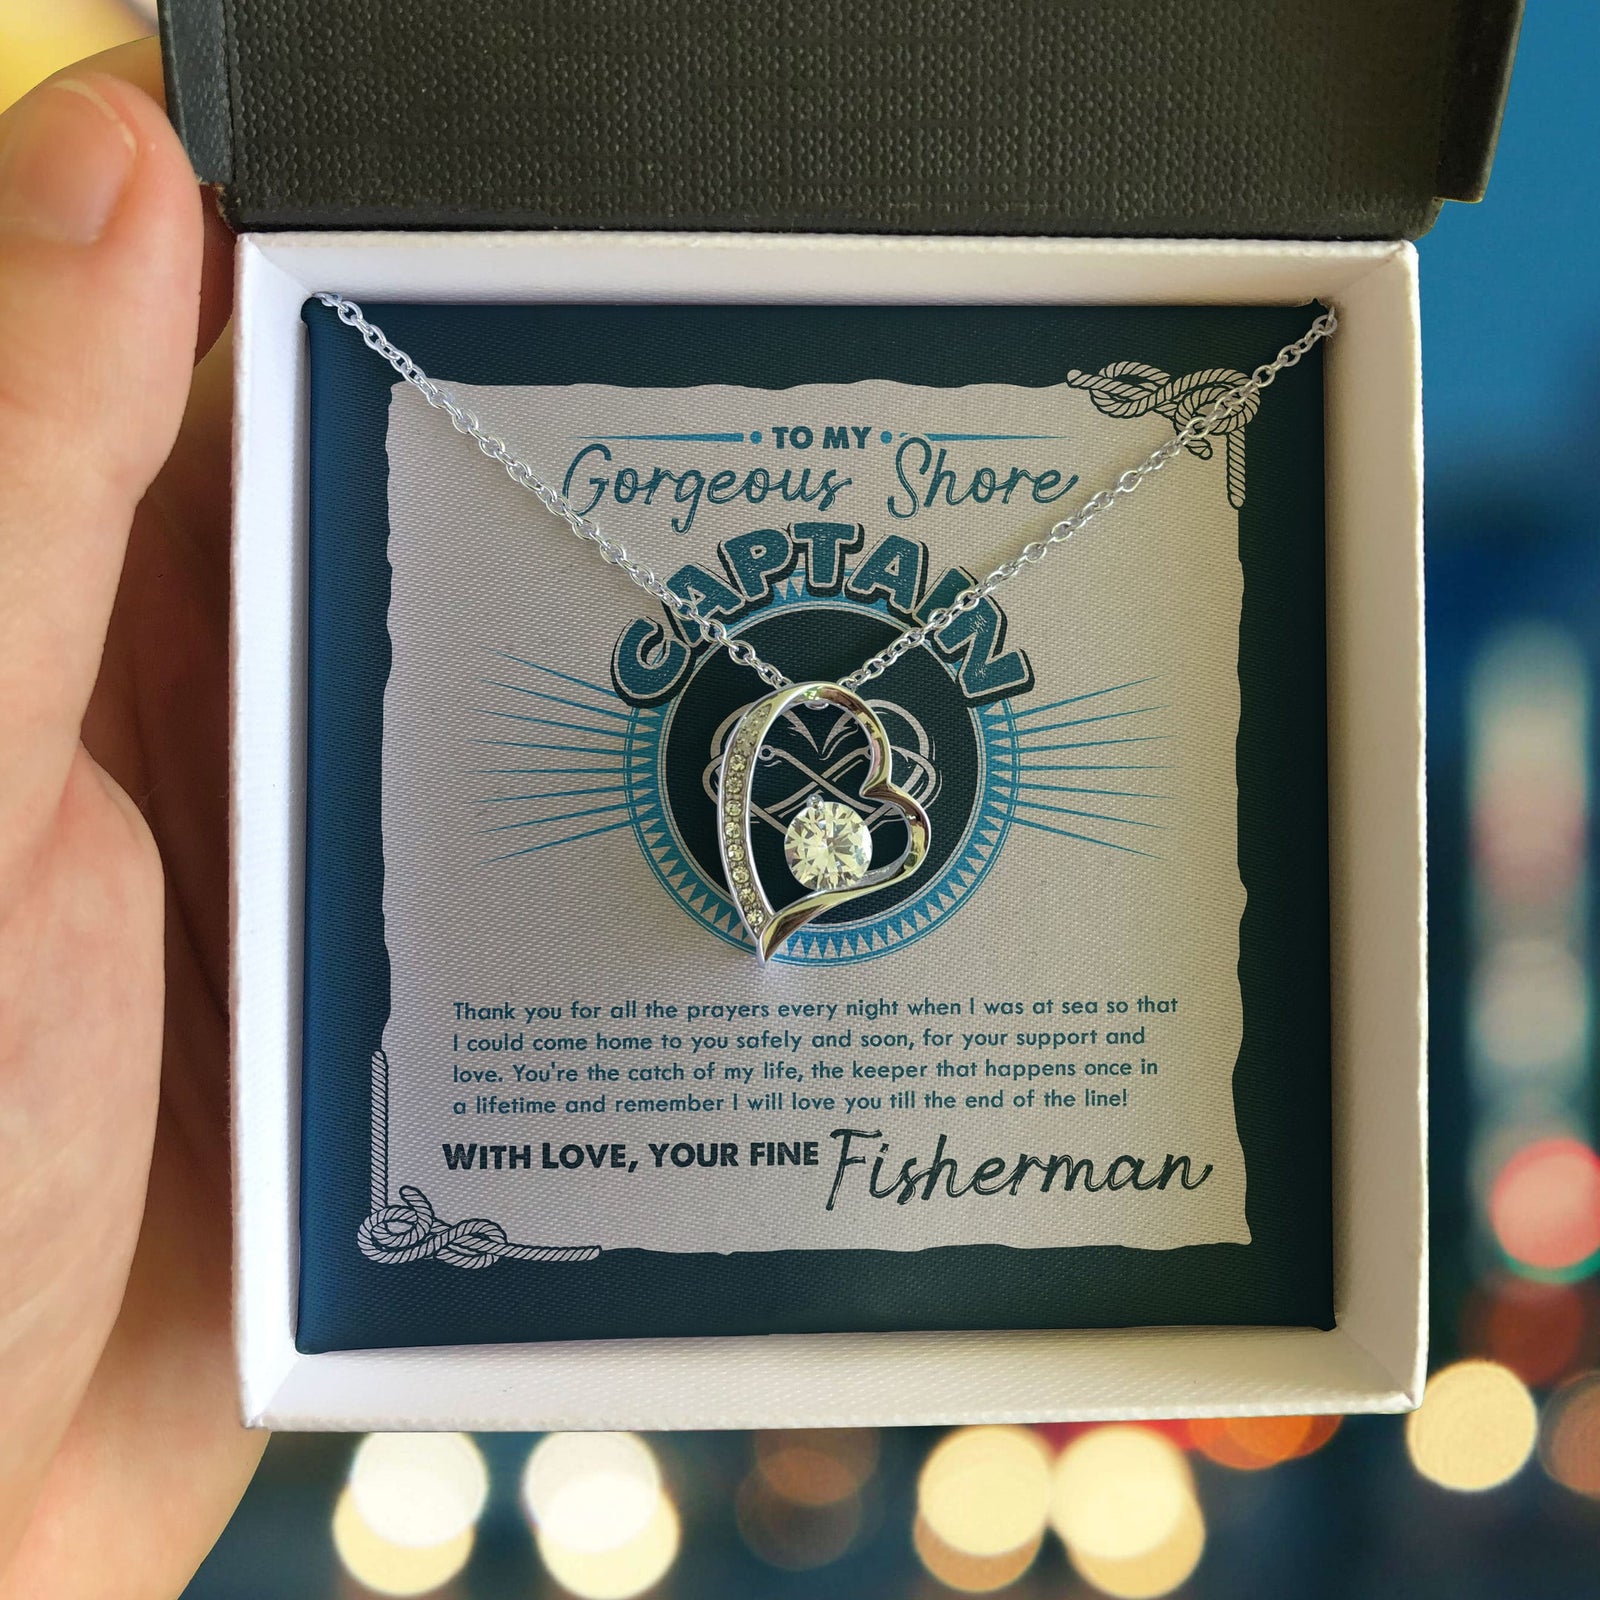 TO MY
Gorgeous Shore
CAPTAIN
Thank you for all the prayers every night when I was at sea so that
I could come home to you safely and soon, for your support and
love. You're the catch of my life, the keeper that happens once in
a lifetime and remember I will love you till the end of the line!
WITH LOVE, YOUR FINE Fisherman